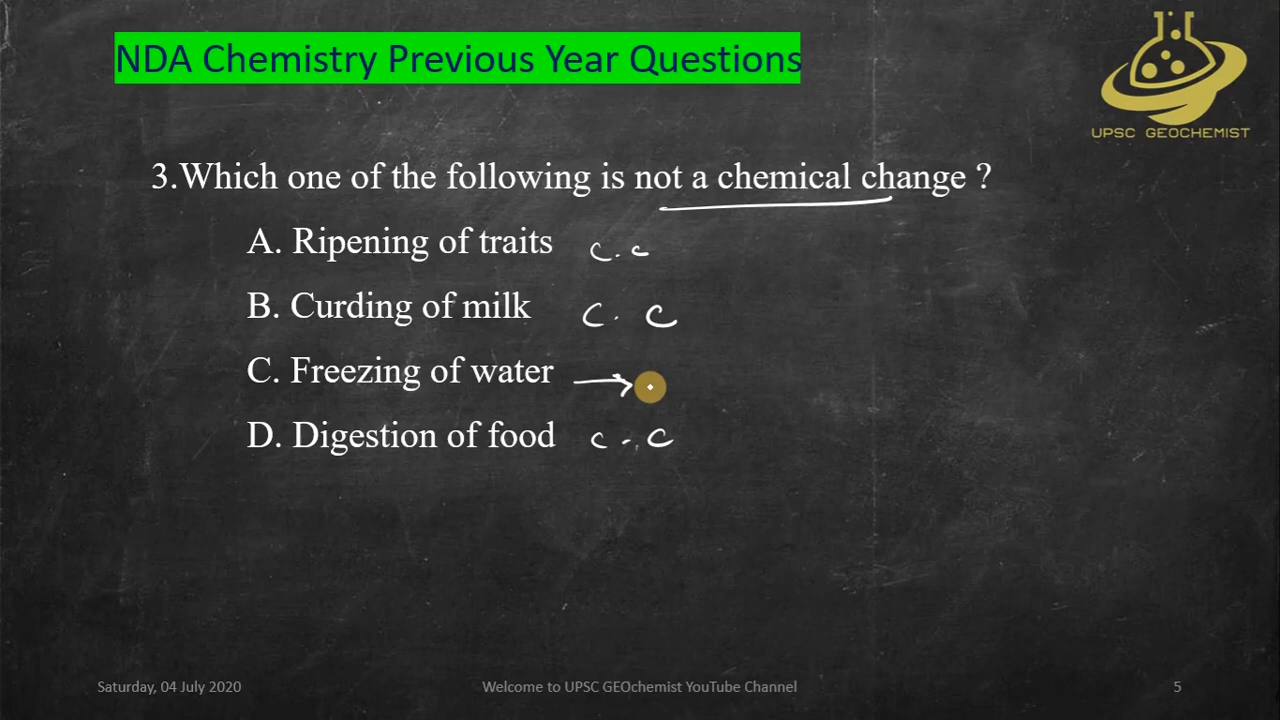 NDA Chemistry Previous Year Questions
UPSC GEOCHEMIST
3.Which one of the following is not a chemical change ?
A. Ripening of traits c. c
B. Curding of milk c. c
C. Freezing of water →
D. Digestion of food c. c
Saturday, 04 July 2020 Welcome to UPSC GEOchemist YouTube Channel 5